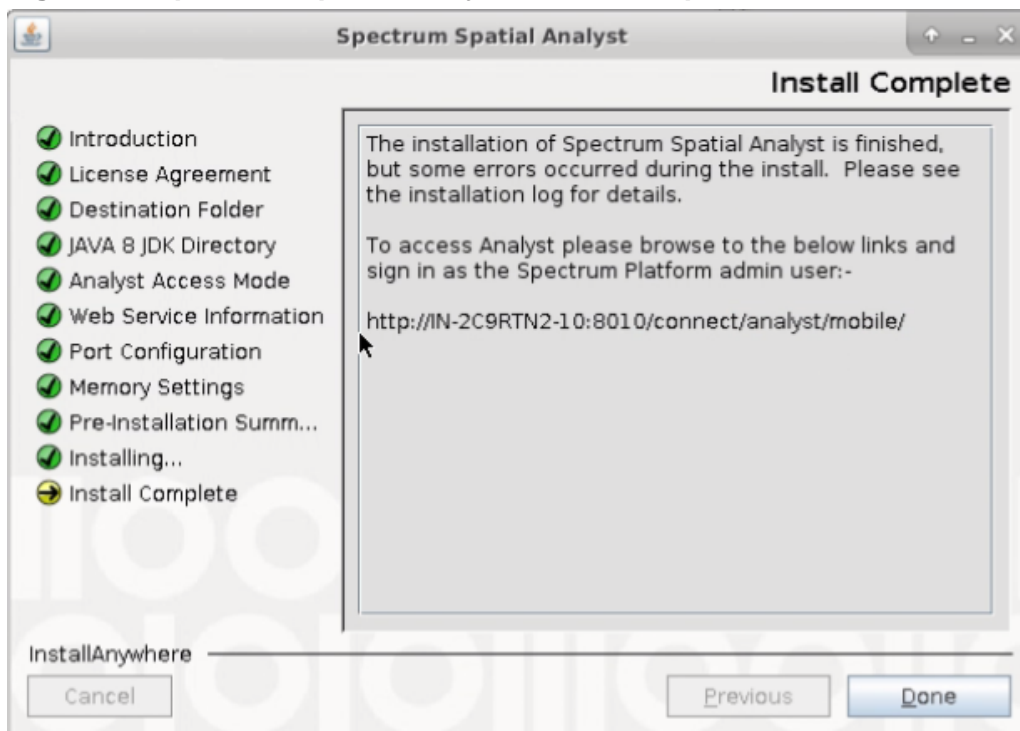 Spectrum Spatial Analyst
Install Complete
Introduction
License Agreement
Destination Folder
JAVA 8 JDK Directory
Analyst Access Mode
Web Service Information
Port Configuration
Memory Settings
Pre-Installation Summ...
Installing...
Install Complete
The installation of Spectrum Spatial Analyst is finished,
but some errors occurred during the install.  Please see
the installation log for details.
To access Analyst please browse to the below links and
sign in as the Spectrum Platform admin user:-
http://IN-2C9RTN2-10:8010/connect/analyst/mobile/
InstallAnywhere
Cancel
Previous
Done